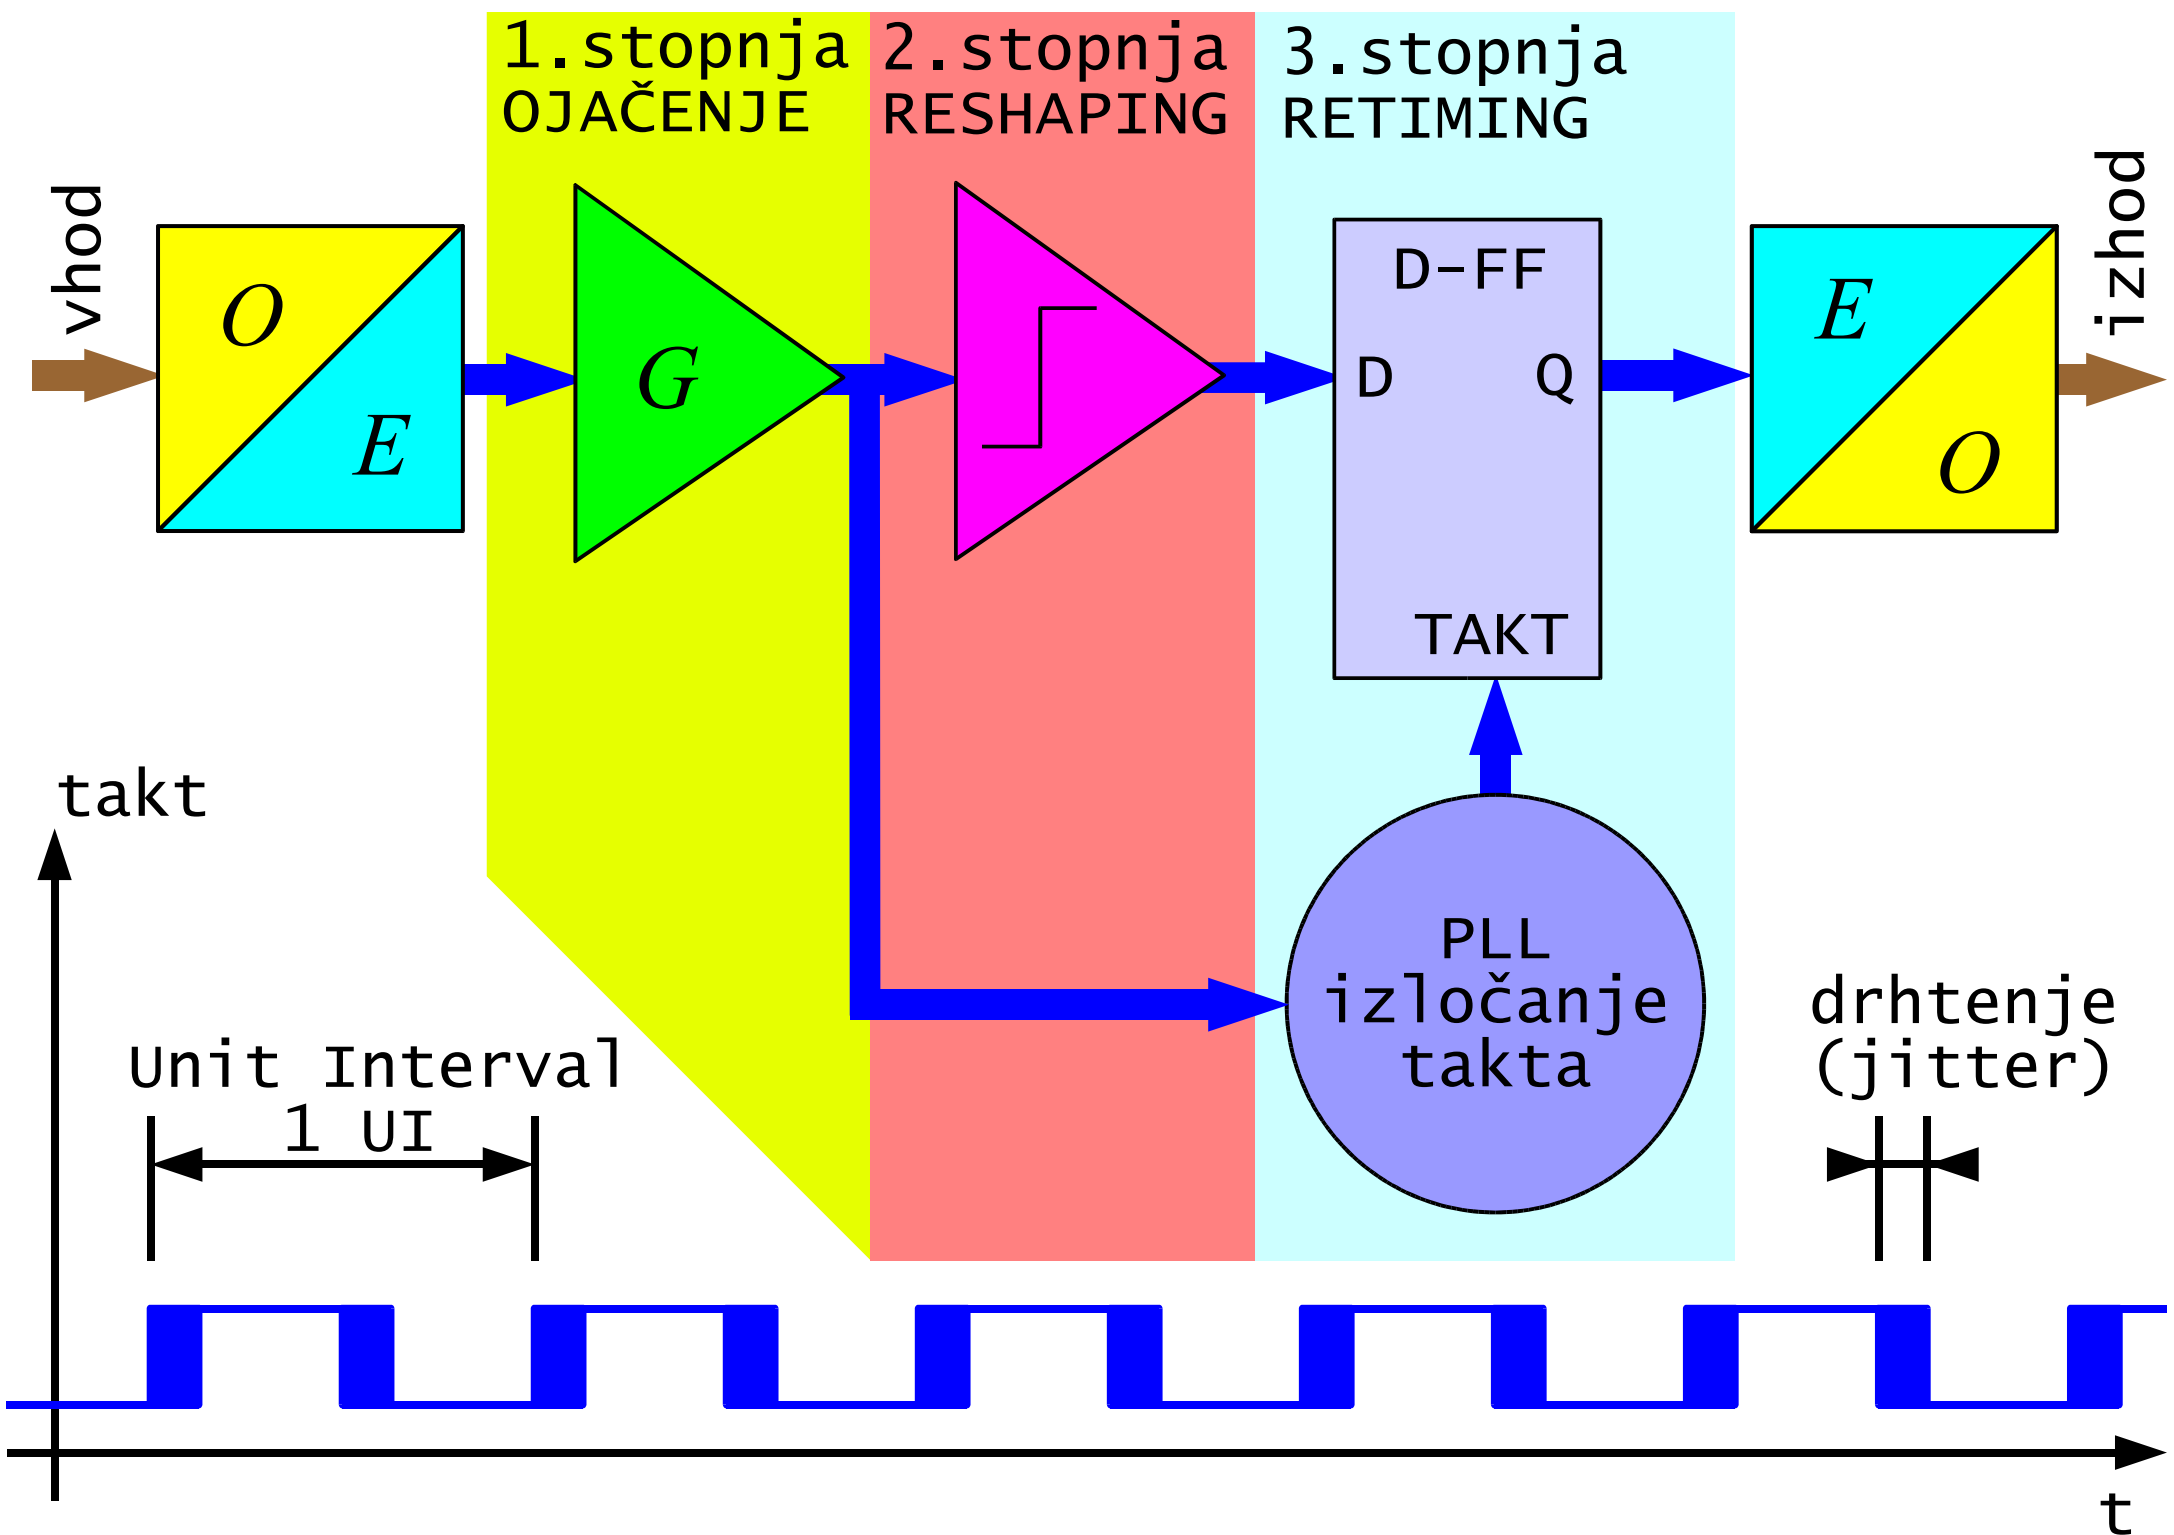 1.stopnja
OJAČENJE
2.stopnja
RESHAPING
3.stopnja
RETIMING
vhod
O
E
G
D-FF
D Q
TAKT
E
O
izhod
PLL
izločanje
takta
takt
Unit Interval
1 UI
drhtenje
(jitter)
t